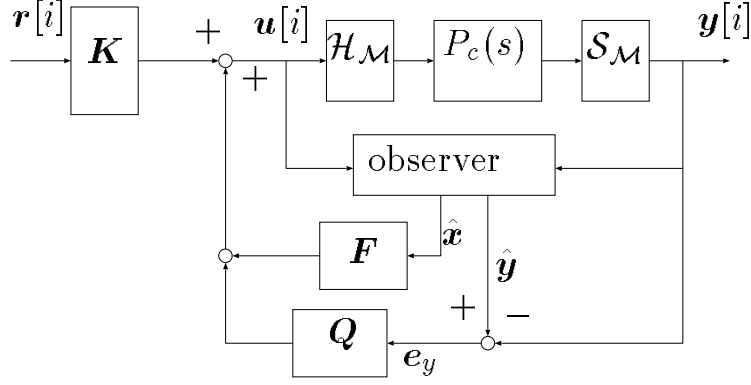 r[i]
K
+
+
u[i]
ℋ_ℳ
P_c(s)
𝒮_ℳ
y[i]
observer
x̂
F
ŷ
+
−
Q
e_y